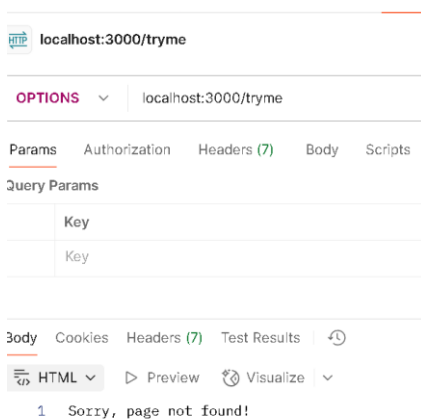 HTTP localhost:3000/tryme
OPTIONS localhost:3000/tryme
Params Authorization Headers (7) Body Scripts
Query Params
Key
Key
Body Cookies Headers (7) Test Results
HTML Preview Visualize
1 Sorry, page not found!